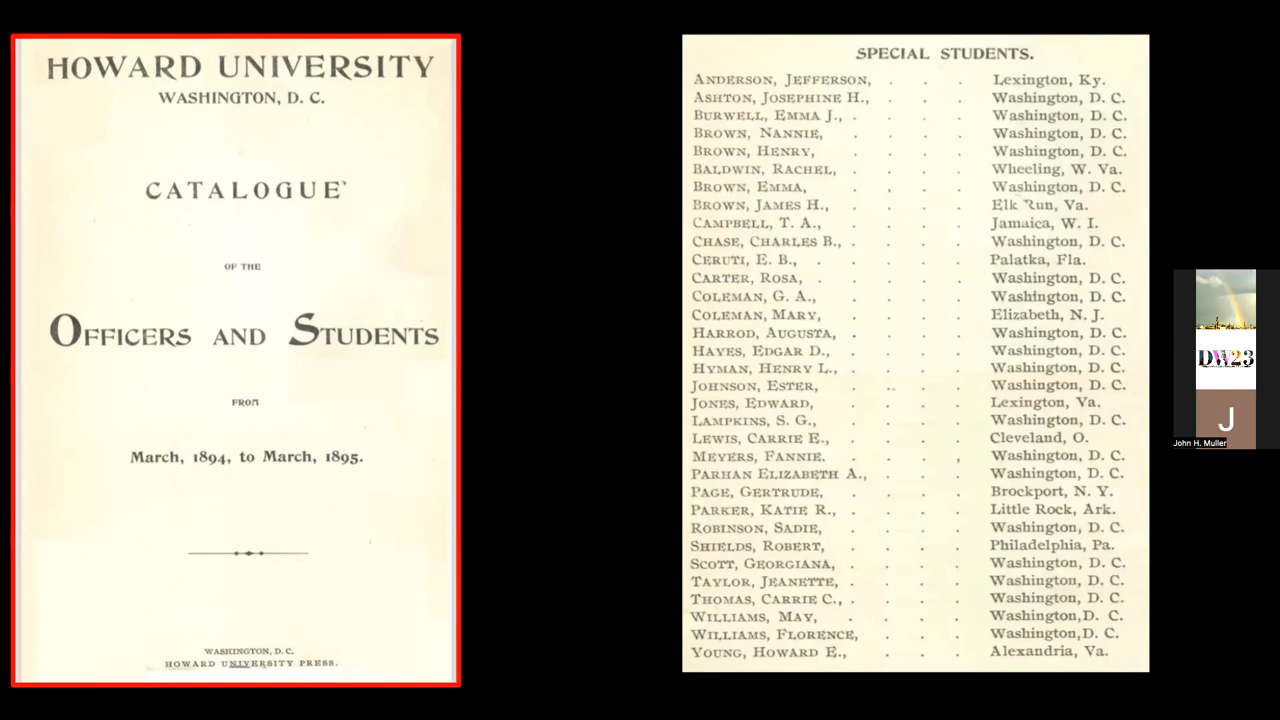 HOWARD UNIVERSITY
WASHINGTON, D. C.
CATALOGUE
OF THE
OFFICERS AND STUDENTS
FROM
March, 1894, to March, 1895.
WASHINGTON, D. C.
HOWARD UNIVERSITY PRESS.
SPECIAL STUDENTS.
ANDERSON, JEFFERSON, . . . Lexington, Ky.
ASHTON, JOSEPHINE H., . . . Washington, D. C.
BURWELL, EMMA J., . . . . Washington, D. C.
BROWN, NANNIE, . . . . Washington, D. C.
BROWN, HENRY, . . . . Washington, D. C.
BALDWIN, RACHEL, . . . . Wheeling, W. Va.
BROWN, EMMA, . . . . Washington, D. C.
BROWN, JAMES H., . . . . Elk Run, Va.
CAMPBELL, T. A., . . . . Jamaica, W. I.
CHASE, CHARLES B., . . . . Washington, D. C.
CERUTI, E. B., . . . . . Palatka, Fla.
CARTER, ROSA, . . . . . Washington, D. C.
COLEMAN, G. A., . . . . Washington, D. C.
COLEMAN, MARY, . . . . Elizabeth, N. J.
HARROD, AUGUSTA, . . . . Washington, D. C.
HAYES, EDGAR D., . . . . Washington, D. C.
HYMAN, HENRY L., . . . . Washington, D. C.
JOHNSON, ESTER, . . . . Washington, D. C.
JONES, EDWARD, . . . . Lexington, Va.
LAMPKINS, S. G., . . . . Washington, D. C.
LEWIS, CARRIE E., . . . . Cleveland, O.
MEYERS, FANNIE. . . . , Washington, D. C.
PARHAN ELIZABETH A., . . . Washington, D. C.
PAGE, GERTRUDE, . . . . Brockport, N. Y.
PARKER, KATIE R., . . . . Little Rock, Ark.
ROBINSON, SADIE, . . . . Washington, D. C.
SHIELDS, ROBERT, . . . . Philadelphia, Pa.
SCOTT, GEORGIANA, . . . . Washington, D. C.
TAYLOR, JEANETTE, . . . . Washington, D. C.
THOMAS, CARRIE C., . . . . Washington, D. C.
WILLIAMS, MAY, . . . . Washington, D. C.
WILLIAMS, FLORENCE, . . . Washington, D. C.
YOUNG, HOWARD E., . . . Alexandria, Va.
DW23
J
John H. Muller